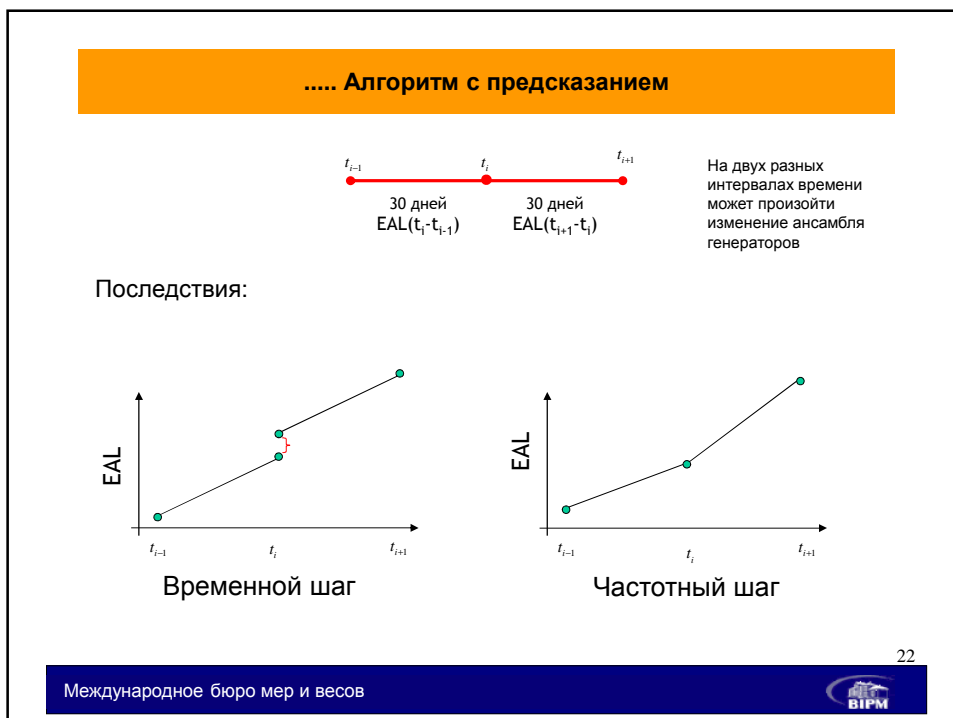 ..... Алгоритм с предсказанием
t_{i-1} t_i t_{i+1}
30 дней 30 дней
EAL(t_i-t_{i-1}) EAL(t_{i+1}-t_i)
На двух разных
интервалах времени
может произойти
изменение ансамбля
генераторов
Последствия:
EAL
t_{i-1} t_i t_{i+1}
Временной шаг
EAL
t_{i-1} t_i t_{i+1}
Частотный шаг
22
Международное бюро мер и весов
BIPM